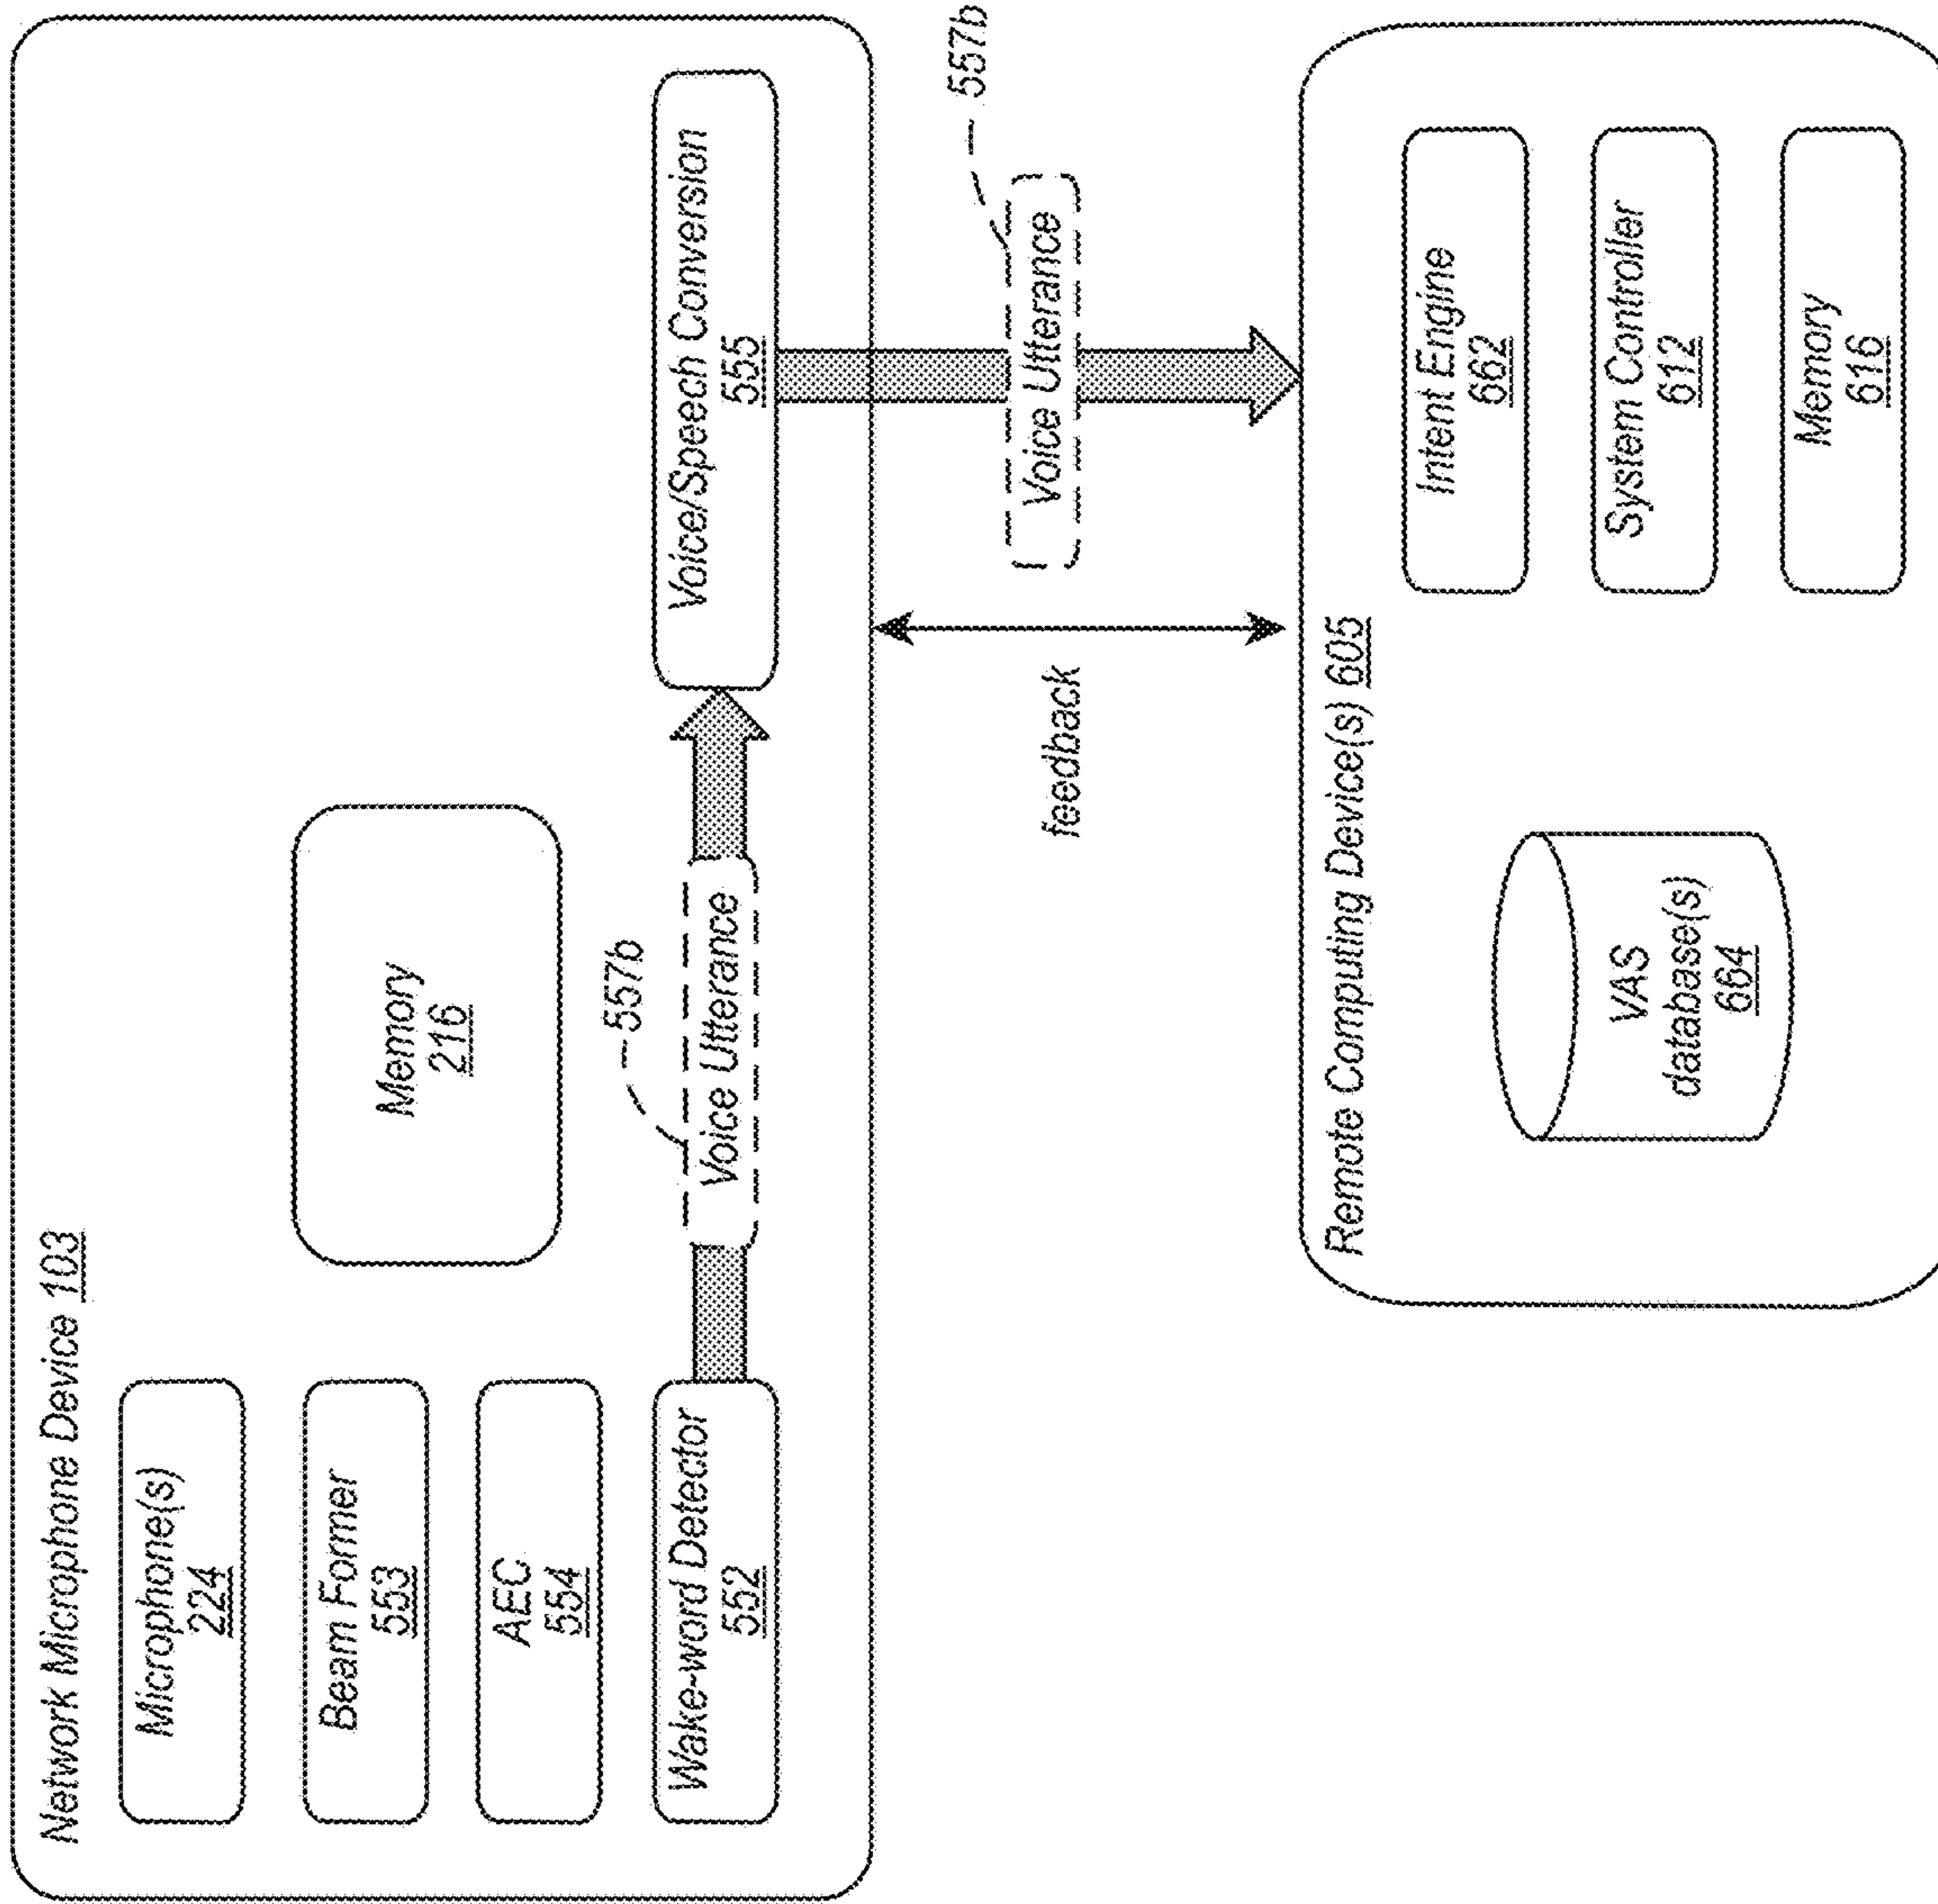 Network Microphone Device 103
Microphone(s)
224
Beam Former
553
AEC
554
Wake-word Detector
552
Memory
216
557b
Voice Utterance
Voice/Speech Conversion
555
557b
Voice Utterance
feedback
Remote Computing Device(s) 605
VAS
database(s)
664
Intent Engine
662
System Controller
612
Memory
616